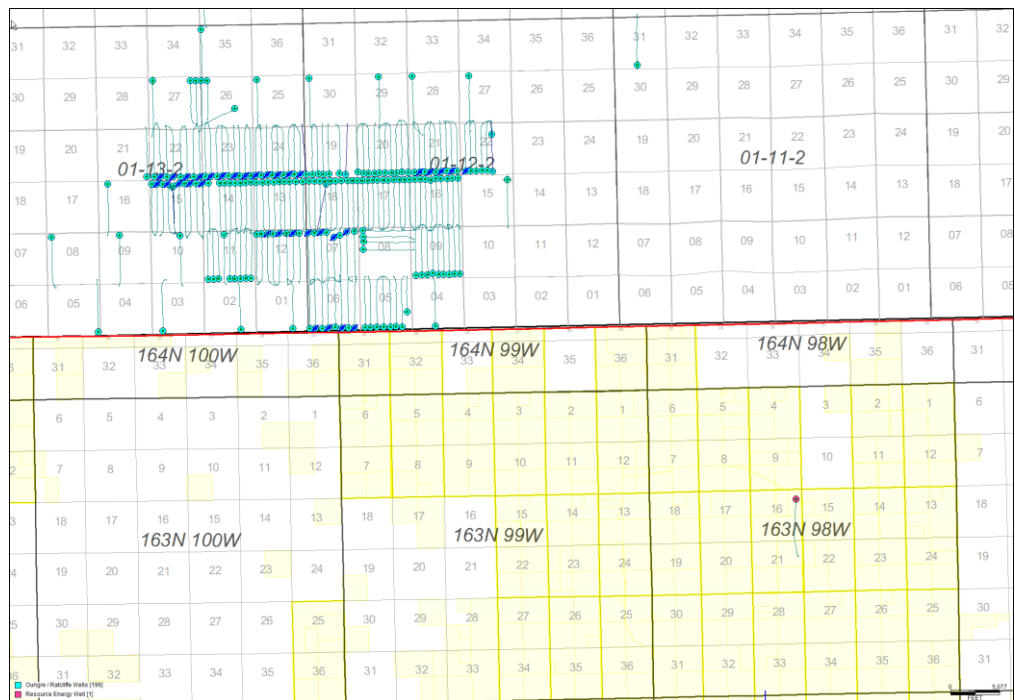 31 32 33 34 35 36 31 32 33 34 35 36 31 32 33 34 35 36 31 32
30 29 28 27 26 25 30 29 28 27 26 25 30 29 28 27 26 25 30 29
19 20 21 22 23 24 19 20 21 22 23 24 19 20 21 22 23 24 19 20
01-13-2 01-12-2 01-11-2
18 17 16 15 14 13 18 17 16 15 14 13 18 17 16 15 14 13 18 17
07 08 09 10 11 12 07 08 09 10 11 12 07 08 09 10 11 12 07 08
06 05 04 03 02 01 06 05 04 03 02 01 06 05 04 03 02 01 06 05
164N 100W 164N 99W 164N 98W
31 32 33 34 35 36 31 32 33 34 35 36 31 32 33 34 35 36 31
6 5 4 3 2 1 6 5 4 3 2 1 6 5 4 3 2 1 6
7 8 9 10 11 12 7 8 9 10 11 12 7 8 9 10 11 12 7
18 17 16 15 14 13 18 17 16 15 14 13 18 17 16 15 14 13 18
163N 100W 163N 99W 163N 98W
19 20 21 22 23 24 19 20 21 22 23 24 19 20 21 22 23 24 19
30 29 28 27 26 25 30 29 28 27 26 25 30 29 28 27 26 25 30
31 32 33 34 35 36 31 32 33 34 35 36 31 32 33 34 35 36 31
Oungre / Ratcliffe Wells [198]
Resource Energy Well [1]
FEET